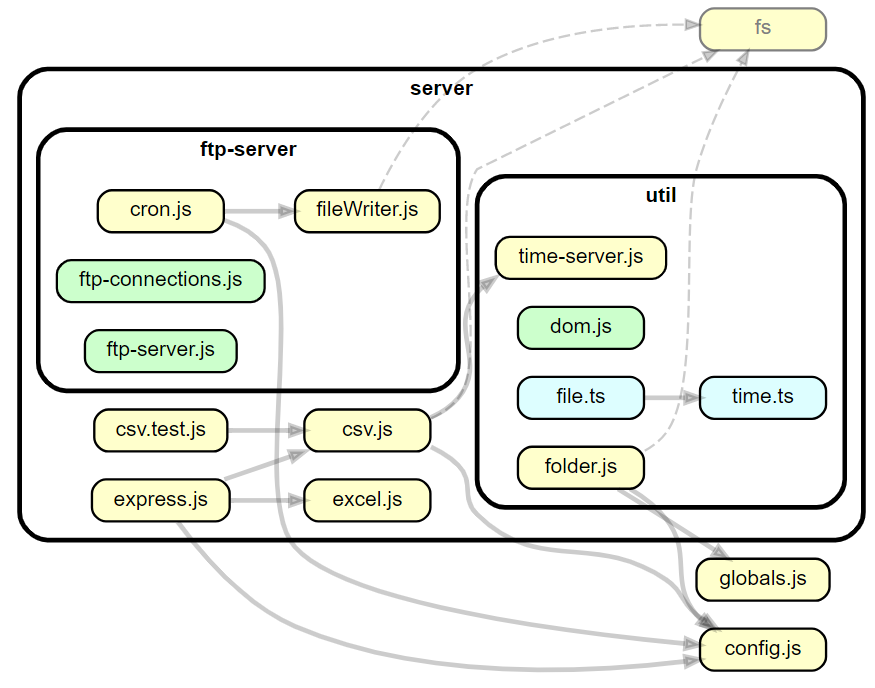 fs
server
ftp-server
cron.js
fileWriter.js
ftp-connections.js
ftp-server.js
util
time-server.js
dom.js
file.ts
time.ts
folder.js
csv.test.js
csv.js
express.js
excel.js
globals.js
config.js